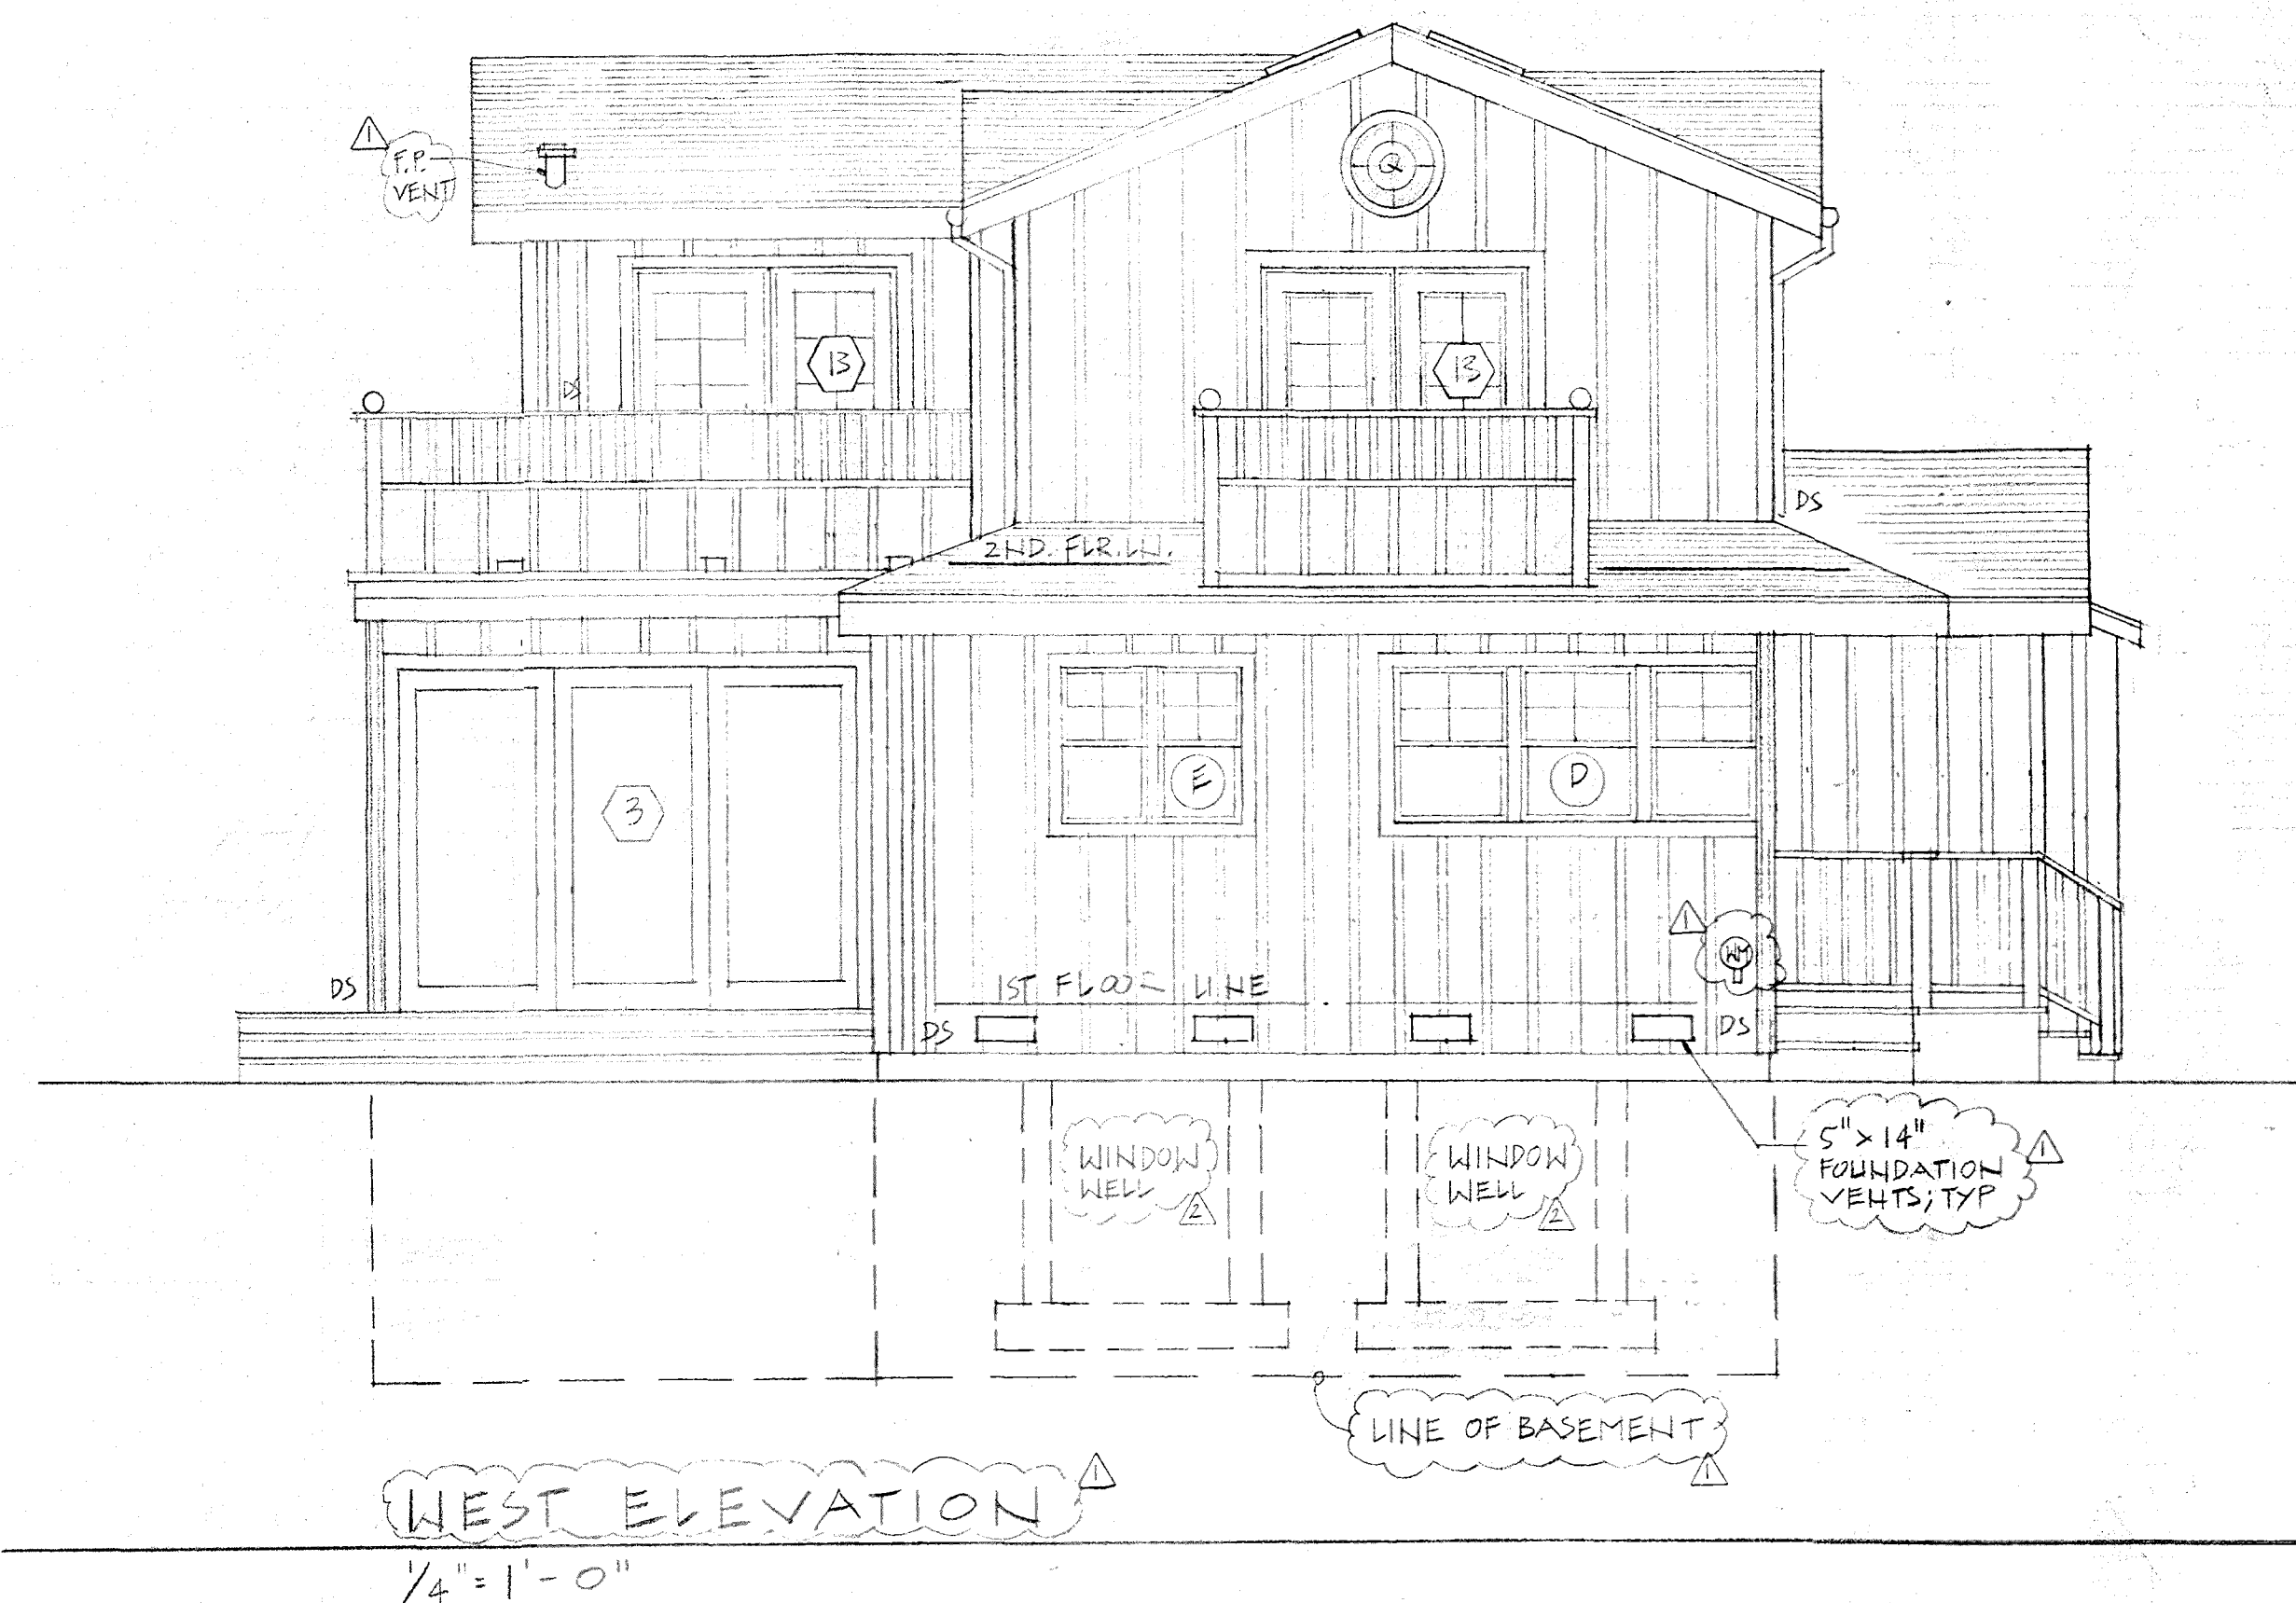 1
F.P.
VENT
Q
13
13
DS
DS
2ND. FLR. LN.
E
D
3
1
WM
DS
1ST FLOOR LINE
DS
DS
WINDOW
WELL
2
WINDOW
WELL
2
5"x14"
FOUNDATION
VENTS; TYP
1
LINE OF BASEMENT
1
WEST ELEVATION
1
1/4" = 1'-0"